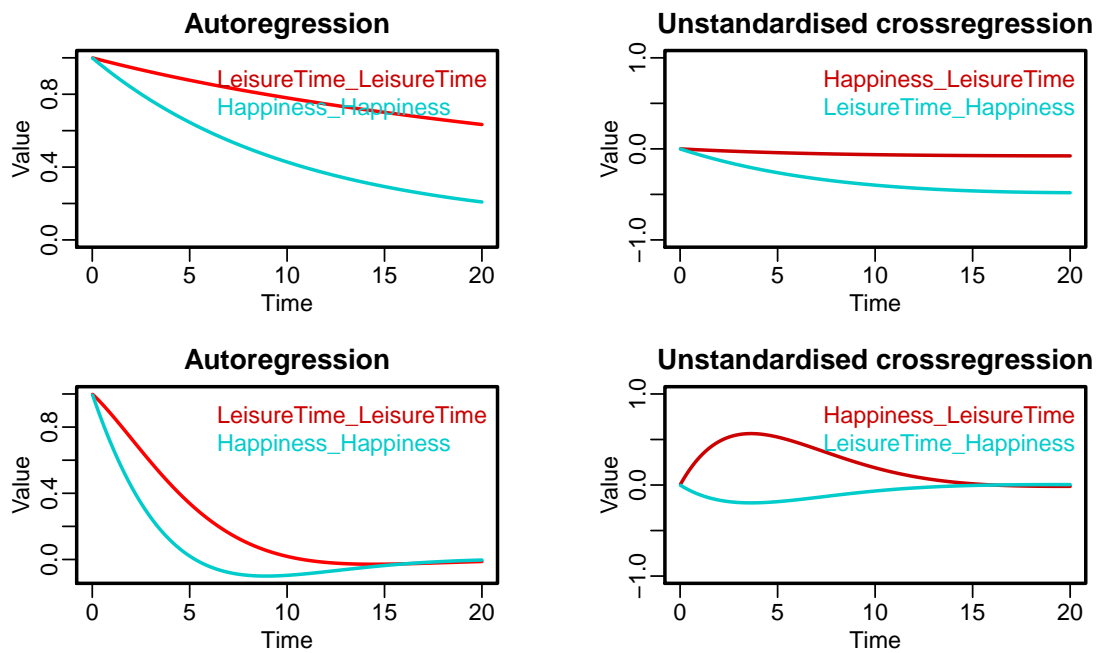 Autoregression
Value
0.0 0.4 0.8
LeisureTime_LeisureTime
Happiness_Happiness
0 5 10 15 20
Time
Unstandardised crossregression
Value
−1.0 0.0 1.0
Happiness_LeisureTime
LeisureTime_Happiness
0 5 10 15 20
Time
Autoregression
Value
0.0 0.4 0.8
LeisureTime_LeisureTime
Happiness_Happiness
0 5 10 15 20
Time
Unstandardised crossregression
Value
−1.0 0.0 1.0
Happiness_LeisureTime
LeisureTime_Happiness
0 5 10 15 20
Time